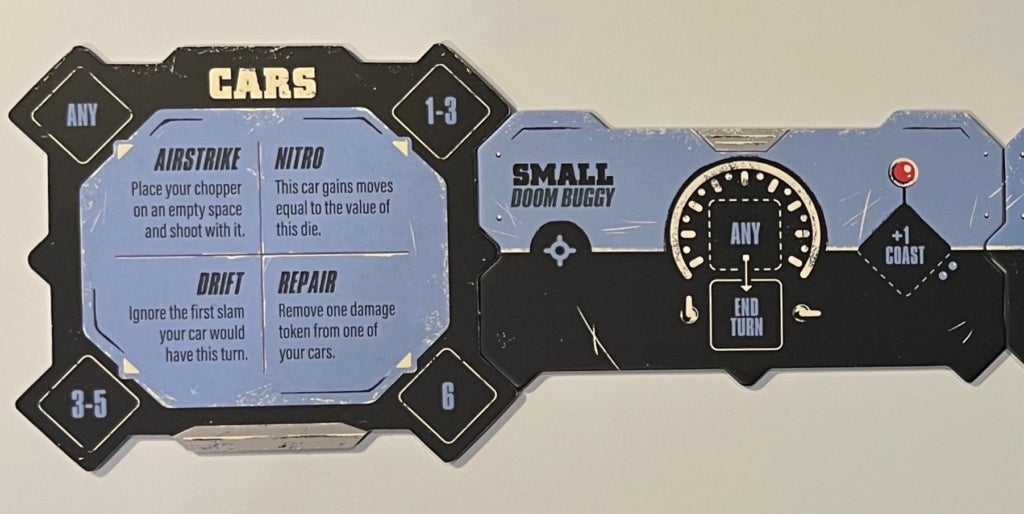 CARS
ANY
1-3
AIRSTRIKE
Place your chopper
on an empty space
and shoot with it.
NITRO
This car gains moves
equal to the value of
this die.
DRIFT
Ignore the first slam
your car would
have this turn.
REPAIR
Remove one damage
token from one of
your cars.
3-5
6
SMALL
DOOM BUGGY
ANY
END
TURN
+1
COAST